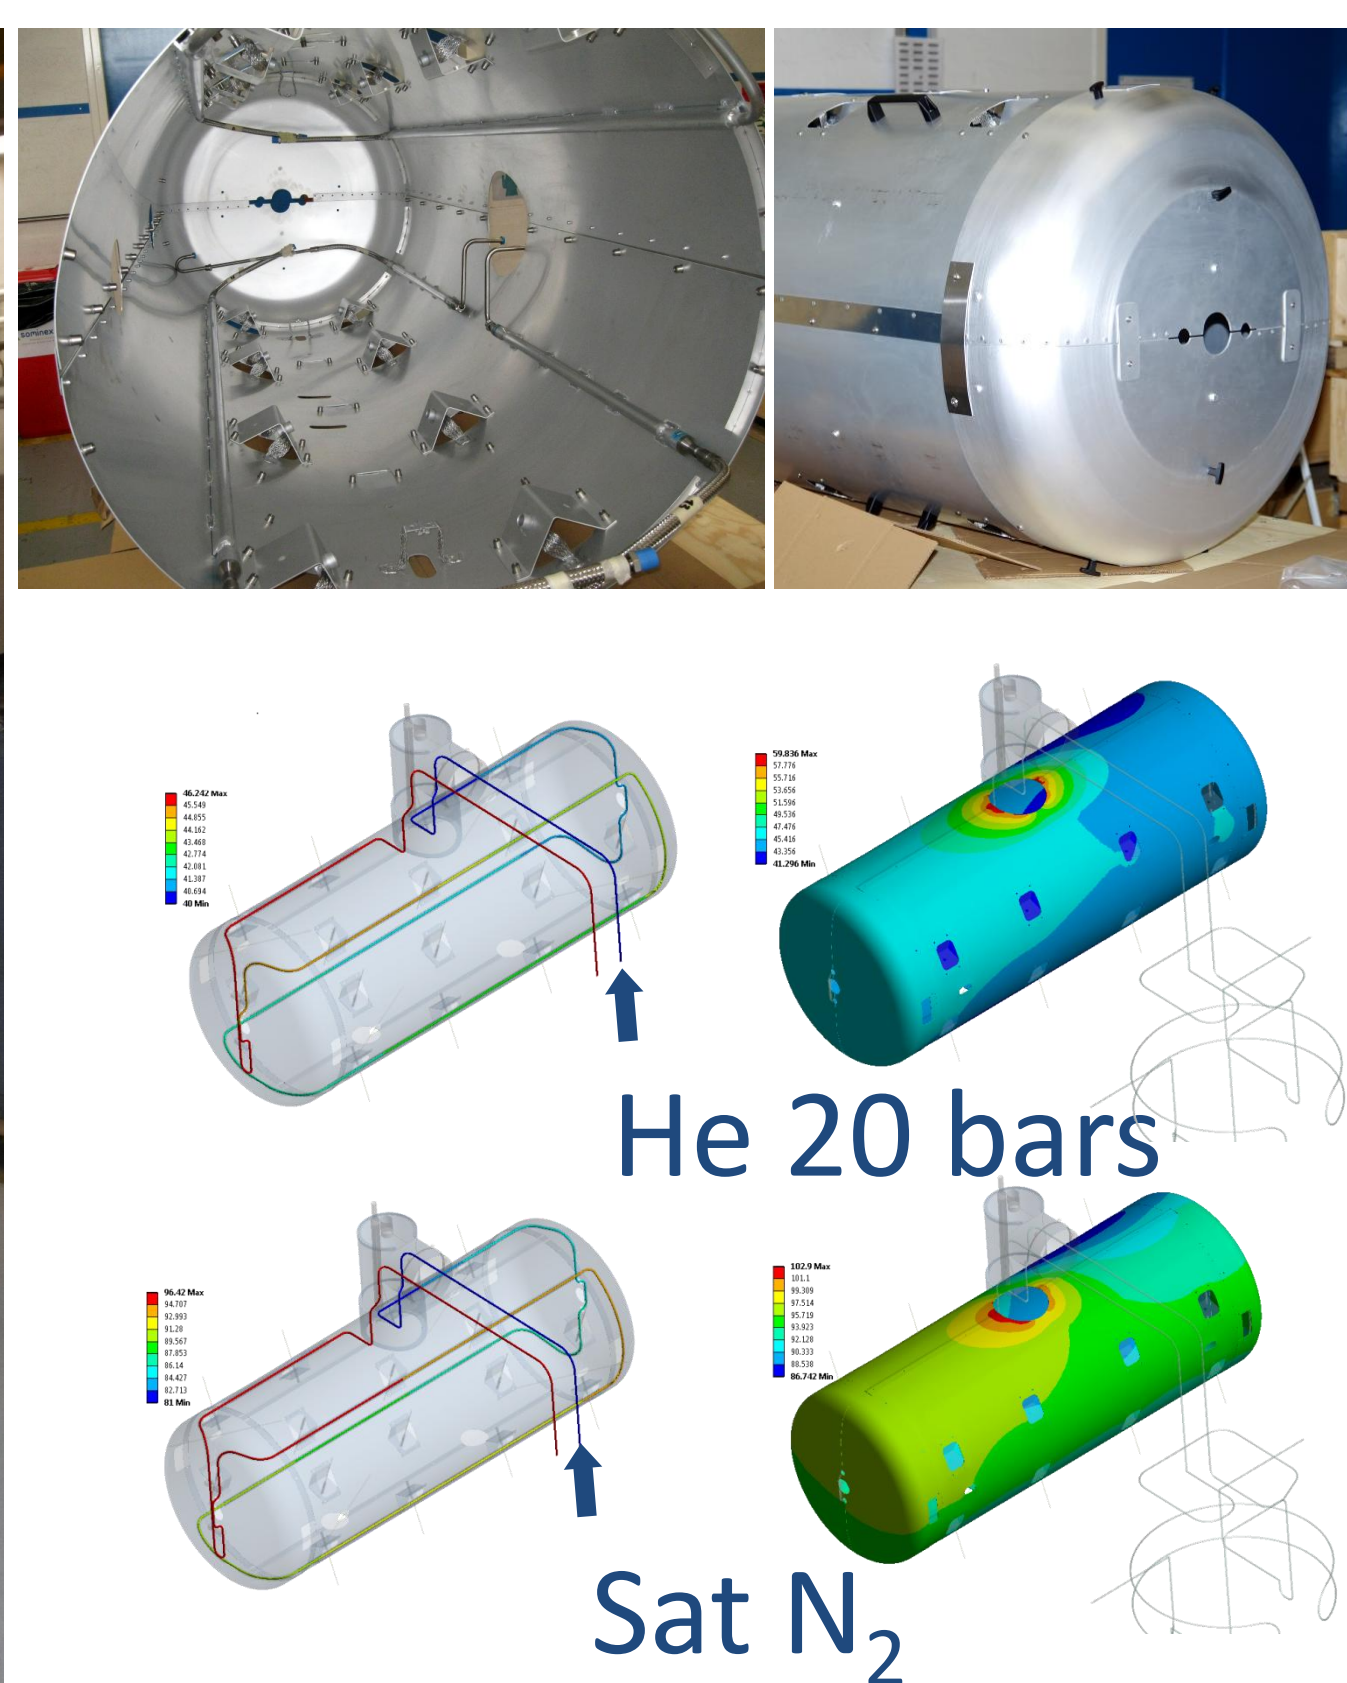 sominex
46.242 Max
45.549
44.855
44.162
43.468
42.774
42.081
41.387
40.694
40 Min
59.836 Max
57.776
55.716
53.656
51.596
49.536
47.476
45.416
43.356
41.296 Min
He 20 bars
96.42 Max
94.707
92.993
91.28
89.567
87.853
86.14
84.427
82.713
81 Min
102.9 Max
101.1
99.309
97.514
95.719
93.923
92.128
90.333
88.538
86.742 Min
Sat N₂